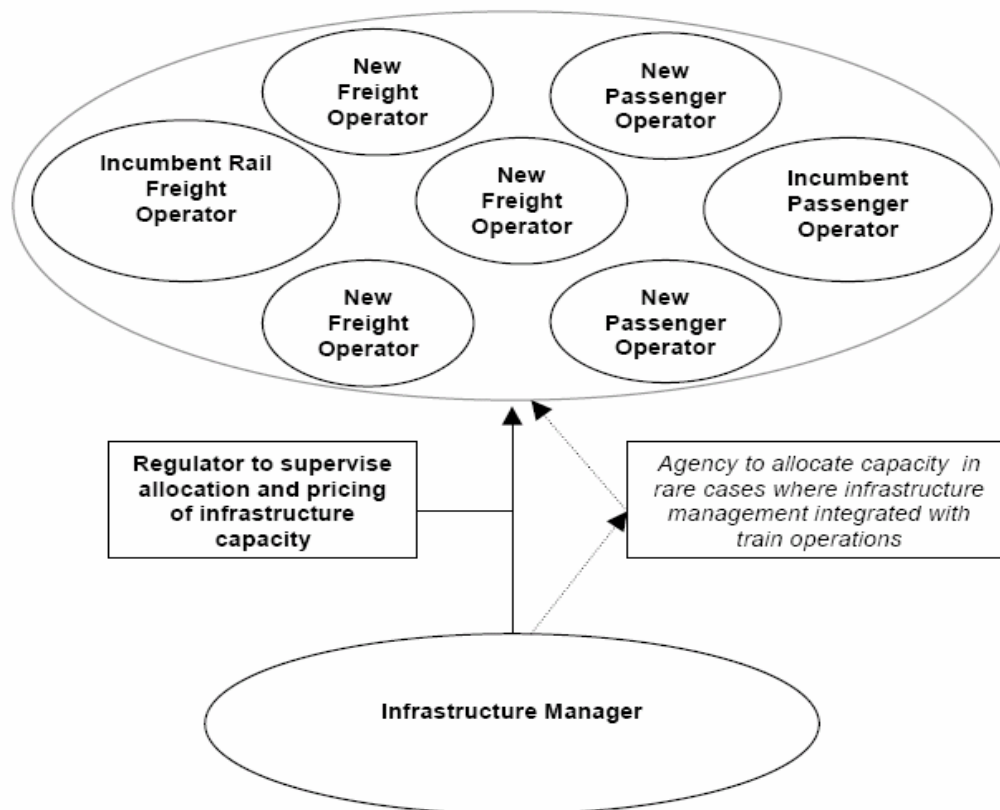 New
Freight
Operator
New
Passenger
Operator
Incumbent Rail
Freight
Operator
New
Freight
Operator
Incumbent
Passenger
Operator
New
Freight
Operator
New
Passenger
Operator
Regulator to supervise
allocation and pricing
of infrastructure
capacity
Agency to allocate capacity in
rare cases where infrastructure
management integrated with
train operations
Infrastructure Manager